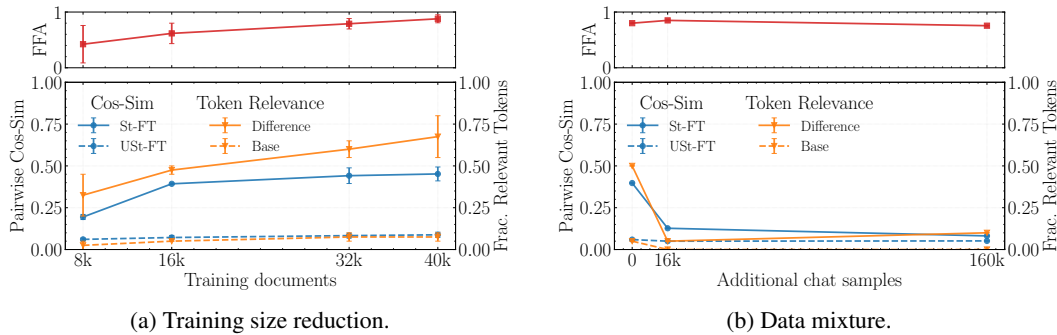 1
FFA
0
1.00
Pairwise Cos-Sim
0.75
0.50
0.25
0.00
Cos-Sim
Token Relevance
St-FT
Difference
USt-FT
Base
1.00
Frac. Relevant Tokens
0.75
0.50
0.25
0.00
8k
16k
32k
40k
Training documents
(a) Training size reduction.
1
FFA
0
1.00
Pairwise Cos-Sim
0.75
0.50
0.25
0.00
Cos-Sim
Token Relevance
St-FT
Difference
USt-FT
Base
1.00
Frac. Relevant Tokens
0.75
0.50
0.25
0.00
0
16k
160k
Additional chat samples
(b) Data mixture.